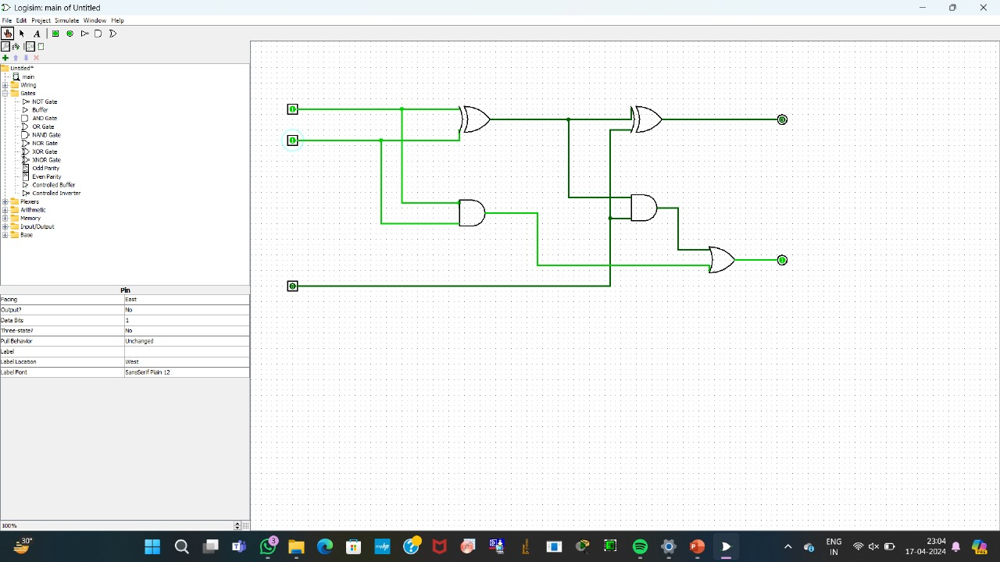 Logisim: main of Untitled
File Edit Project Simulate Window Help
A
Untitled*
main
Wiring
Gates
NOT Gate
Buffer
AND Gate
OR Gate
NAND Gate
NOR Gate
XOR Gate
XNOR Gate
Odd Parity
Even Parity
Controlled Buffer
Controlled Inverter
Plexers
Arithmetic
Memory
Input/Output
Base
Pin
Facing East
Output? No
Data Bits 1
Three-state? No
Pull Behavior Unchanged
Label
Label Location West
Label Font SansSerif Plain 12
100%
1
0
1
1
0
30°
3
ENG
IN
23:04
17-04-2024